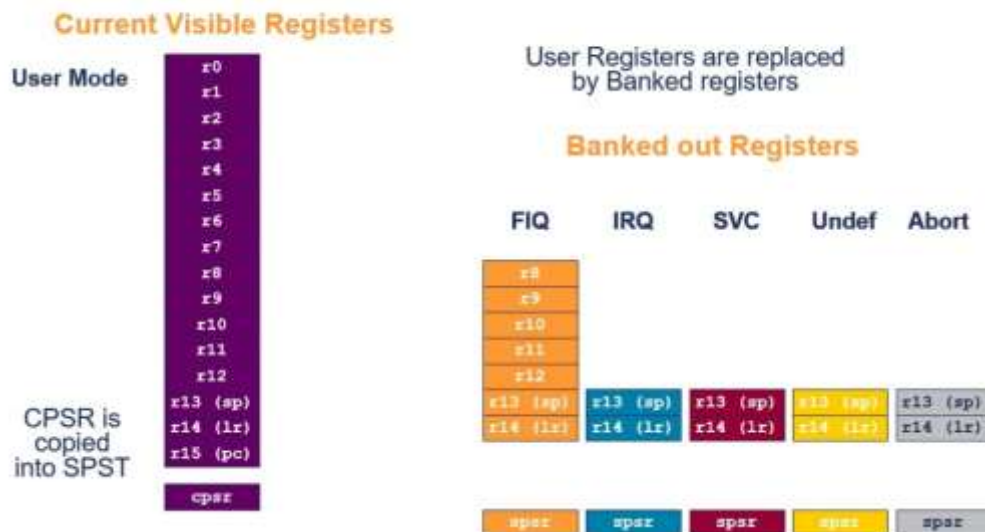 Current Visible Registers
User Mode
r0
r1
r2
r3
r4
r5
r6
r7
r8
r9
r10
r11
r12
r13 (sp)
r14 (lr)
r15 (pc)
cpsr
CPSR is
copied
into SPST
User Registers are replaced
by Banked registers
Banked out Registers
FIQ IRQ SVC Undef Abort
r8
r9
r10
r11
r12
r13 (sp) r13 (sp) r13 (sp) r13 (sp) r13 (sp)
r14 (lr) r14 (lr) r14 (lr) r14 (lr) r14 (lr)
spsr spsr spsr spsr spsr